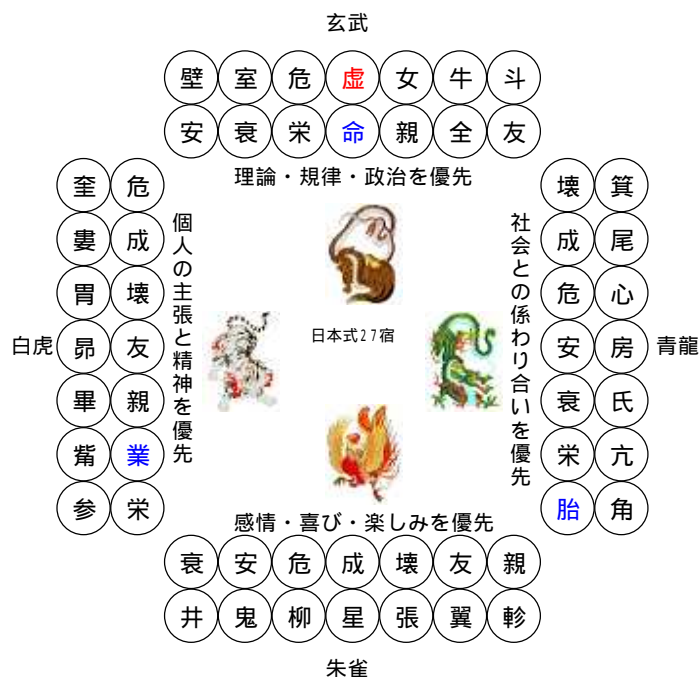 玄武
壁 室 危 虚 女 牛 斗
安 衰 栄 命 親 全 友
理論・規律・政治を優先
奎 危
婁 成
胃 壊
昴 友
畢 親
觜 業
参 栄
白虎
個人の主張と精神を優先
日本式27宿
社会との係わり合いを優先
壊 箕
成 尾
危 心
安 房
衰 氐
栄 亢
胎 角
青龍
感情・喜び・楽しみを優先
衰 安 危 成 壊 友 親
井 鬼 柳 星 張 翼 軫
朱雀